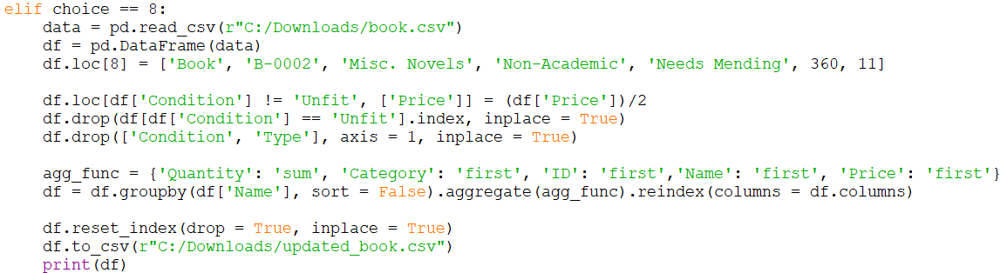 elif choice == 8:
    data = pd.read_csv(r"C:/Downloads/book.csv")
    df = pd.DataFrame(data)
    df.loc[8] = ['Book', 'B-0002', 'Misc. Novels', 'Non-Academic', 'Needs Mending', 360, 11]

    df.loc[df['Condition'] != 'Unfit', ['Price']] = (df['Price'])/2
    df.drop(df[df['Condition'] == 'Unfit'].index, inplace = True)
    df.drop(['Condition', 'Type'], axis = 1, inplace = True)

    agg_func = {'Quantity': 'sum', 'Category': 'first', 'ID': 'first','Name': 'first', 'Price': 'first'}
    df = df.groupby(df['Name'], sort = False).aggregate(agg_func).reindex(columns = df.columns)

    df.reset_index(drop = True, inplace = True)
    df.to_csv(r"C:/Downloads/updated_book.csv")
    print(df)